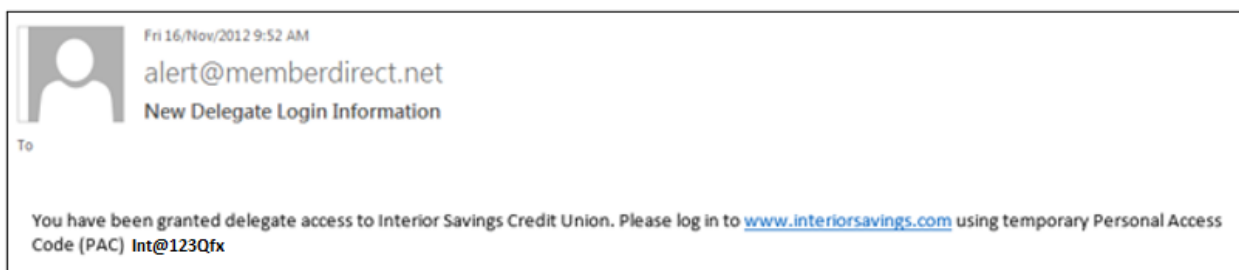 Fri 16/Nov/2012 9:52 AM
alert@memberdirect.net
New Delegate Login Information
To
You have been granted delegate access to Interior Savings Credit Union. Please log in to www.interiorsavings.com using temporary Personal Access
Code (PAC) Int@123Qfx